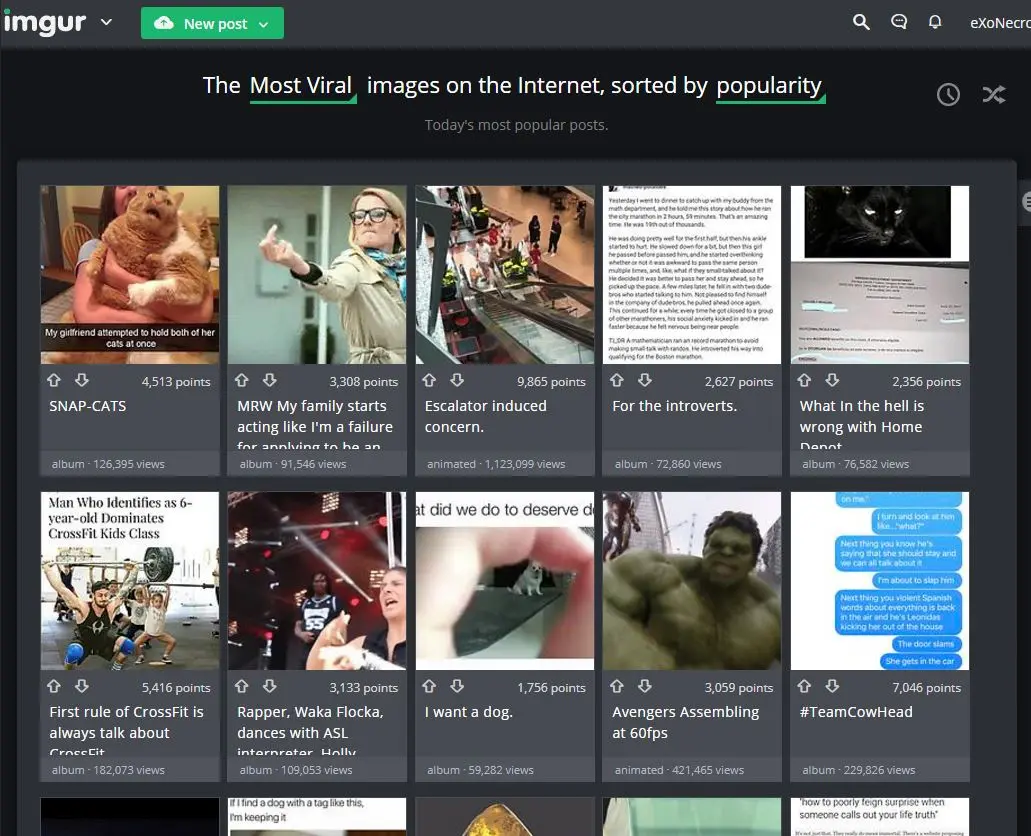 imgur
New post
eXoNecro
The Most Viral images on the Internet, sorted by popularity
Today's most popular posts.
My girlfriend attempted to hold both of her
cats at once
4,513 points
SNAP-CATS
album · 126,395 views
3,308 points
MRW My family starts
acting like I'm a failure
for applying to be an
album · 91,546 views
9,865 points
Escalator induced
concern.
animated · 1,123,099 views
Yesterday I went to dinner to catch up with my buddy from the
math department, and he told me this story about how he ran
the city marathon in 2 hours, 59 minutes. That's an amazing
time. He was 19th out of thousands.
He was doing pretty well for the first half, but then his ankle
started to hurt. He slowed down for a bit, but then this girl
he passed before passed him, and he started overthinking
whether or not it was awkward to pass the same person
multiple times, and, like, what if they small-talked about it?
He decided it was better to pass her and stay ahead, so he
picked up the pace. A few miles later, he fell in with two dude-
bros who started talking to him. Not pleased to find himself
in the company of dude-bros, he pulled ahead once again.
This continued for a while; every time he got closed to a group
of other marathoners, his social anxiety kicked in and he ran
faster because he felt nervous being near people.
TL;DR A mathematician ran an record marathon to avoid
making small-talk with randos. He introverted his way into
qualifying for the Boston marathon.
2,627 points
For the introverts.
album · 72,860 views
2,356 points
What In the hell is
wrong with Home
Depot
album · 76,582 views
Man Who Identifies as 6-
year-old Dominates
CrossFit Kids Class
5,416 points
First rule of CrossFit is
always talk about
CrossFit
album · 182,073 views
55
3,133 points
Rapper, Waka Flocka,
dances with ASL
interpreter, Holly
album · 109,053 views
at did we do to deserve do
1,756 points
I want a dog.
album · 59,282 views
3,059 points
Avengers Assembling
at 60fps
animated · 421,465 views
on me."
I turn and look at him
like..."what?"
Next thing you know he's
saying that she should stay and
we can all talk about it
I'm about to slap him
Next thing you violent Spanish
words about everything is back
in the air and he's Leonidas
kicking her out of the house
The door slams
She gets in the car
7,046 points
#TeamCowHead
album · 229,826 views
If I find a dog with a tag like this,
I'm keeping it
"how to poorly feign surprise when
someone calls out your life truth"